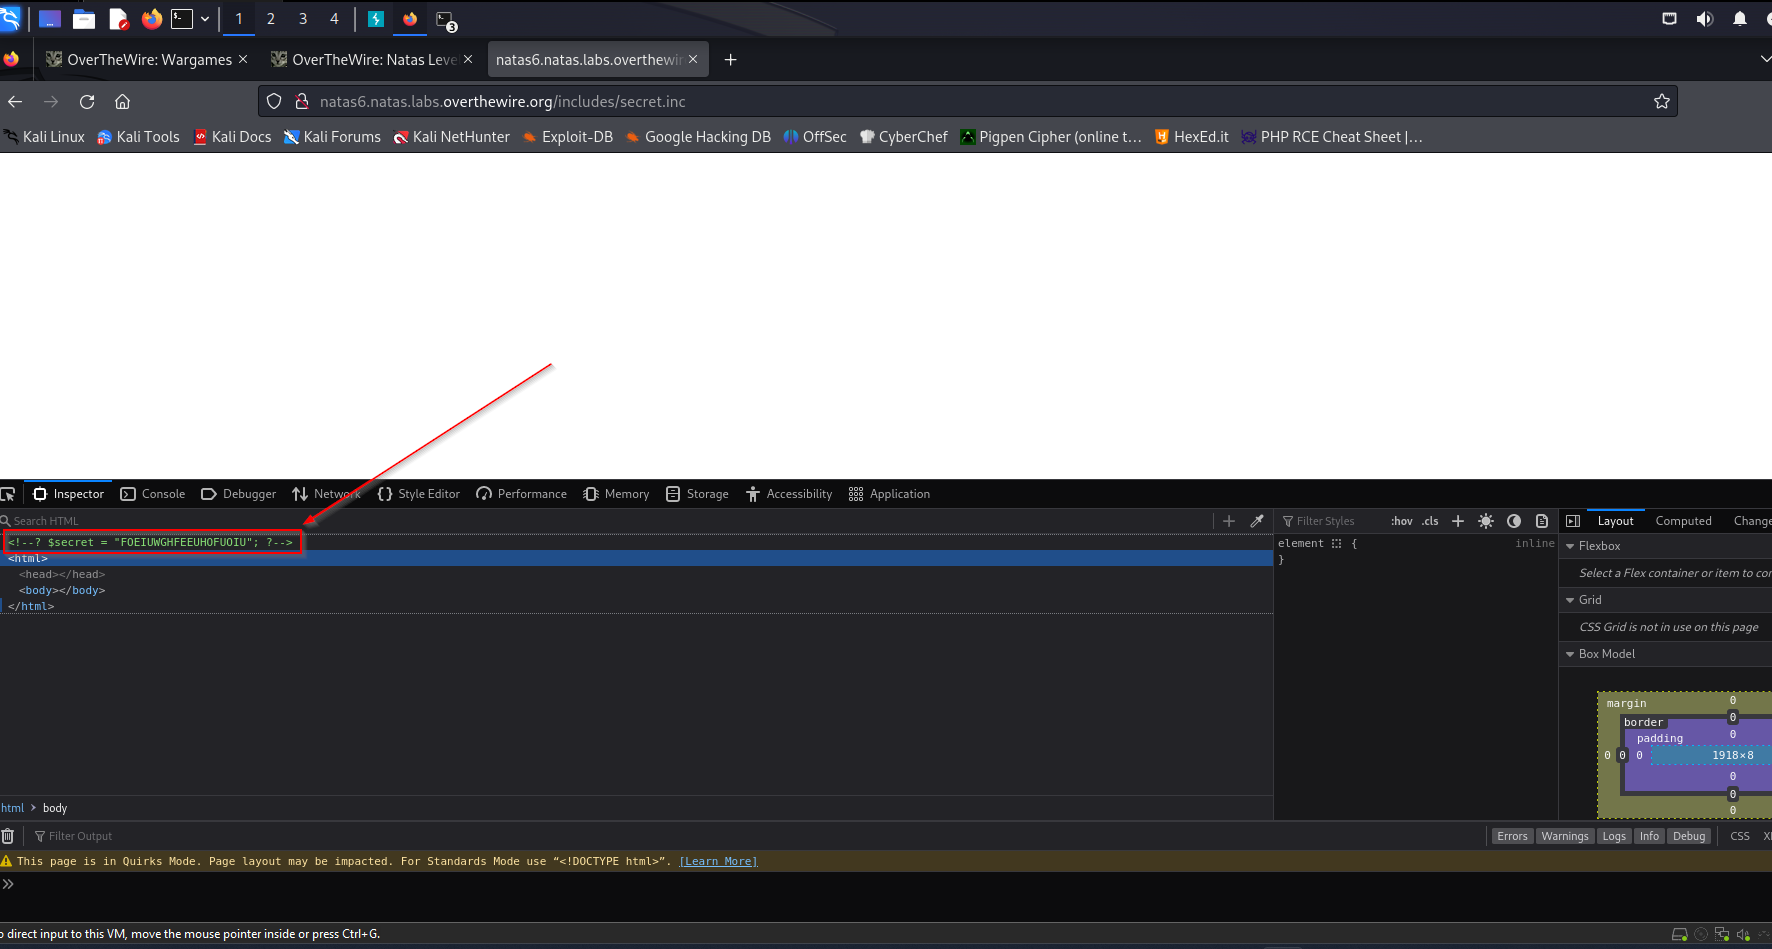 1 2 3 4 3
OverTheWire: Wargames OverTheWire: Natas Leve natas6.natas.labs.overthewir
natas6.natas.labs.overthewire.org/includes/secret.inc
Kali Linux Kali Tools Kali Docs Kali Forums Kali NetHunter Exploit-DB Google Hacking DB OffSec CyberChef Pigpen Cipher (online t… HexEd.it PHP RCE Cheat Sheet |…
Inspector Console Debugger Network Style Editor Performance Memory Storage Accessibility Application
Search HTML
<!--? $secret = "FOEIUWGHFEEUHOFUOIU"; ?-->
<html>
<head></head>
<body></body>
</html>
Filter Styles :hov .cls
element { inline
}
Layout Computed Change
Flexbox
Select a Flex container or item to con
Grid
CSS Grid is not in use on this page
Box Model
margin 0
border 0
padding 0
0 0 0 1918×8
0
0
0
html > body
Filter Output Errors Warnings Logs Info Debug CSS X
This page is in Quirks Mode. Page layout may be impacted. For Standards Mode use “<!DOCTYPE html>”. [Learn More]
»
o direct input to this VM, move the mouse pointer inside or press Ctrl+G.